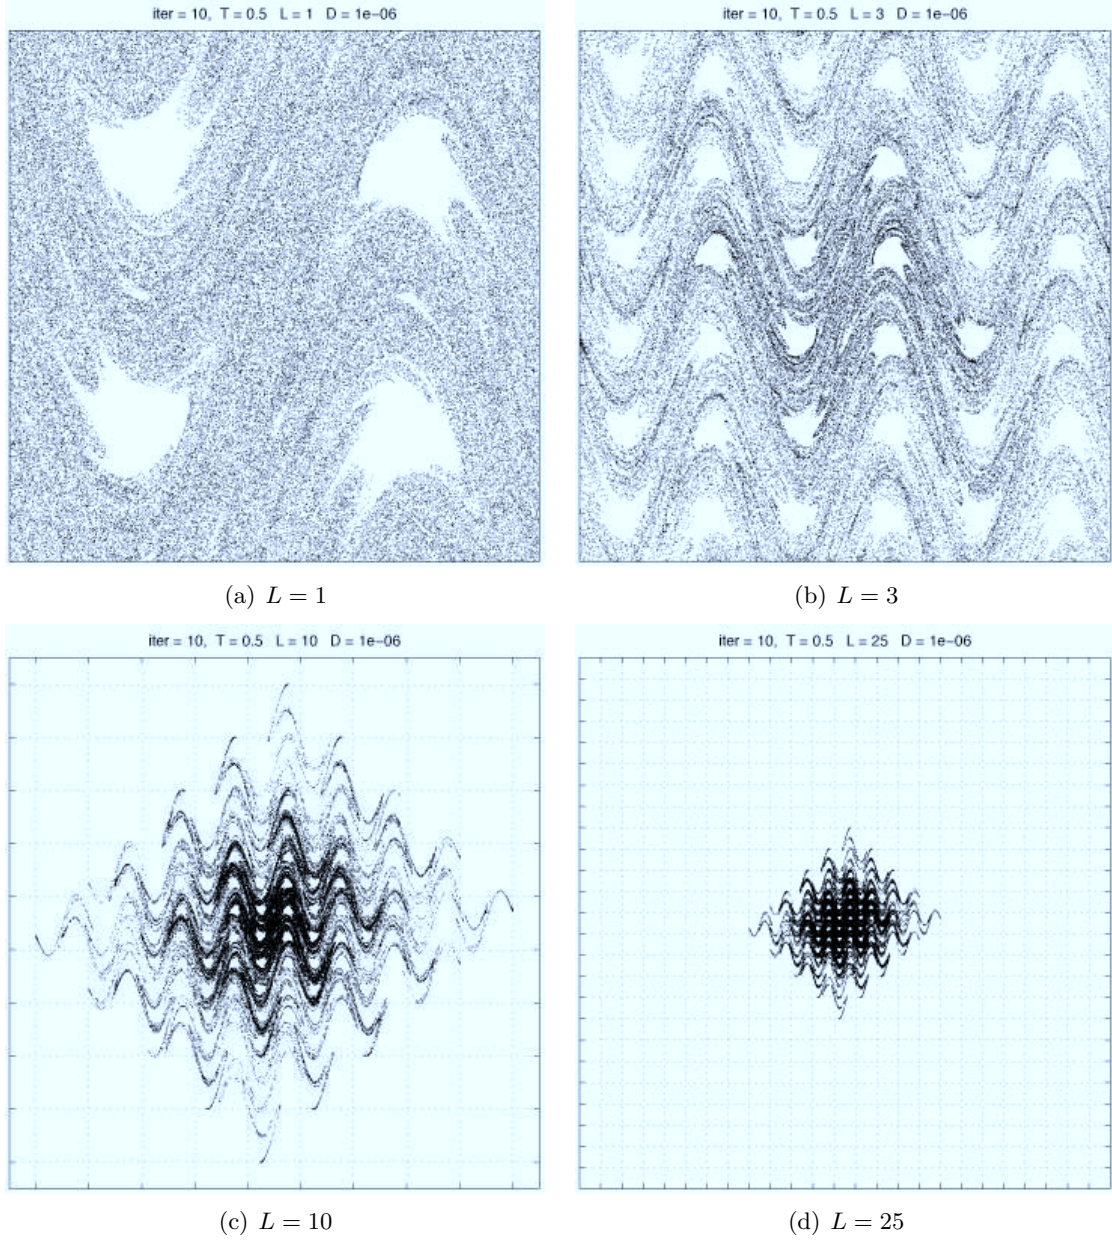 iter = 10, T = 0.5 L = 1 D = 1e−06
iter = 10, T = 0.5 L = 3 D = 1e−06
(a) L = 1
(b) L = 3
iter = 10, T = 0.5 L = 10 D = 1e−06
iter = 10, T = 0.5 L = 25 D = 1e−06
(c) L = 10
(d) L = 25